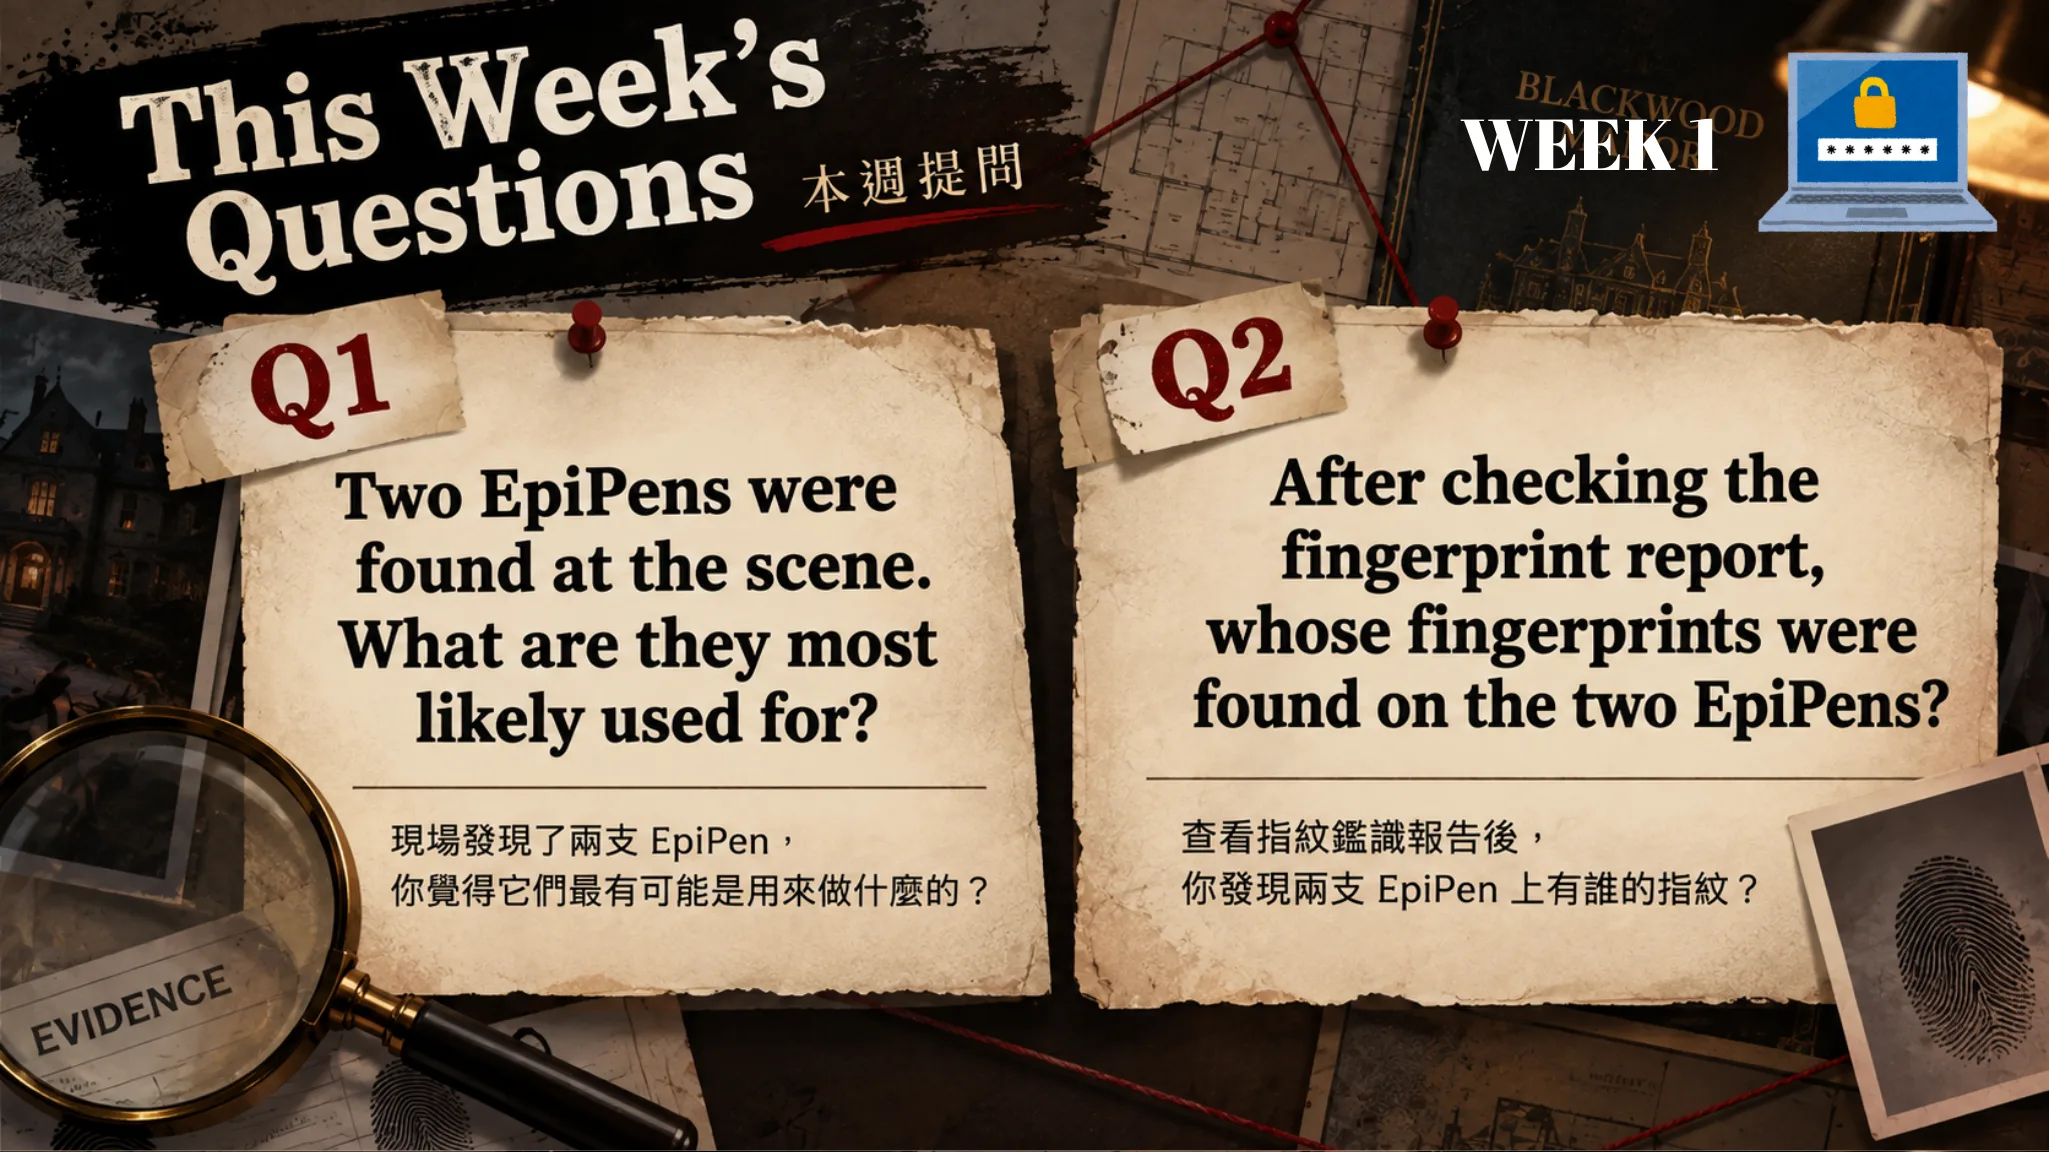 This Week's
Questions
本週提問
BLACKWOOD
WEEK 1
******
Q1
Two EpiPens were
found at the scene.
What are they most
likely used for?
現場發現了兩支 EpiPen，
你覺得它們最有可能是用來做什麼的？
Q2
After checking the
fingerprint report,
whose fingerprints were
found on the two EpiPens?
查看指紋鑑識報告後，
你發現兩支 EpiPen 上有誰的指紋？
EVIDENCE